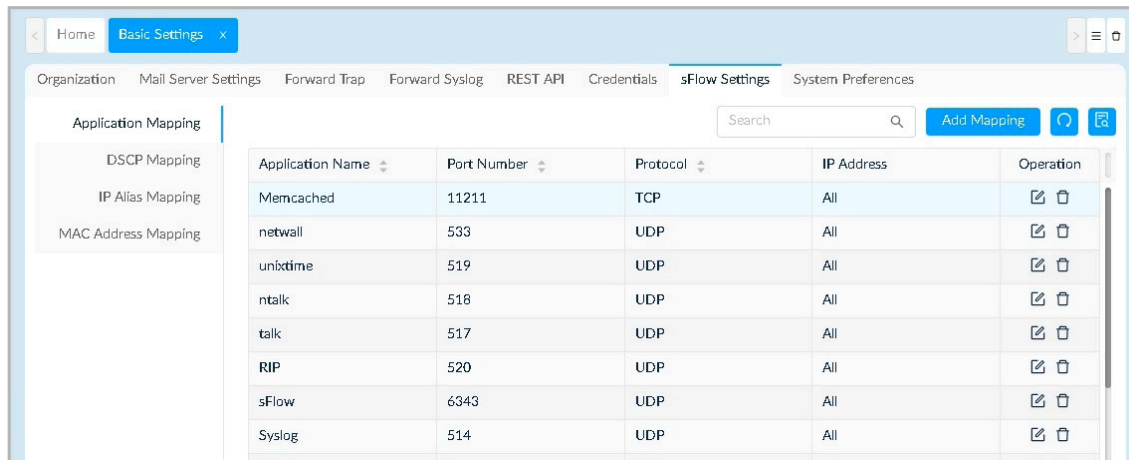 Home Basic Settings x
Organization Mail Server Settings Forward Trap Forward Syslog REST API Credentials sFlow Settings System Preferences
Application Mapping
DSCP Mapping
IP Alias Mapping
MAC Address Mapping
Search Add Mapping
Application Name Port Number Protocol IP Address Operation
Memcached 11211 TCP All
netwall 533 UDP All
unixtime 519 UDP All
ntalk 518 UDP All
talk 517 UDP All
RIP 520 UDP All
sFlow 6343 UDP All
Syslog 514 UDP All